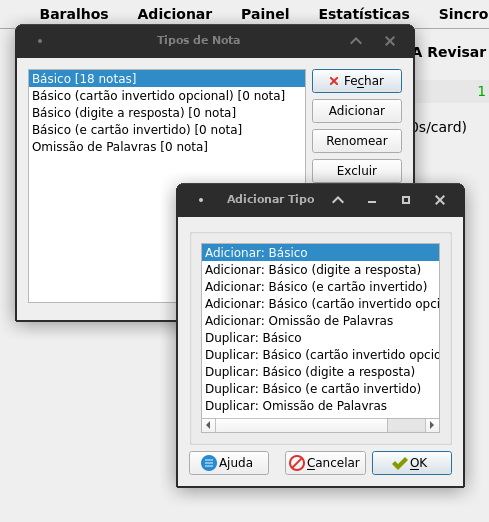 Baralhos Adicionar Painel Estatísticas Sincro
Tipos de Nota
A Revisar
1
0s/card)
Básico [18 notas]
Básico (cartão invertido opcional) [0 nota]
Básico (digite a resposta) [0 nota]
Básico (e cartão invertido) [0 nota]
Omissão de Palavras [0 nota]
Fechar
Adicionar
Renomear
Excluir
Adicionar Tipo
Adicionar: Básico
Adicionar: Básico (digite a resposta)
Adicionar: Básico (e cartão invertido)
Adicionar: Básico (cartão invertido opci
Adicionar: Omissão de Palavras
Duplicar: Básico
Duplicar: Básico (cartão invertido opcio
Duplicar: Básico (digite a resposta)
Duplicar: Básico (e cartão invertido)
Duplicar: Omissão de Palavras
Ajuda Cancelar OK